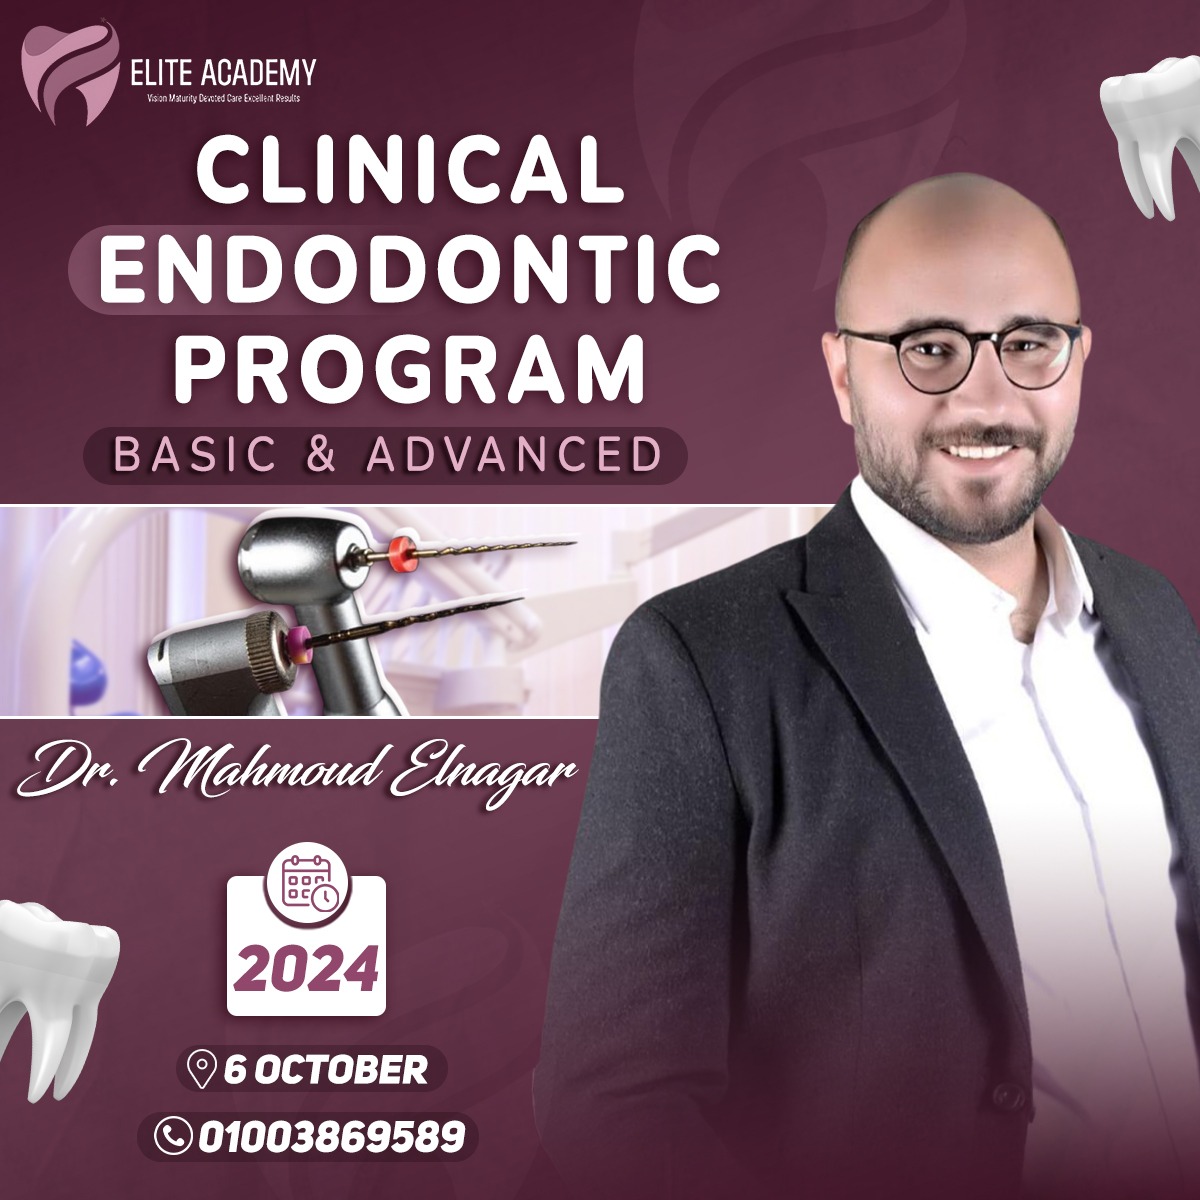 ELITE ACADEMY
Vision Maturity Devoted Care Excellent Results
CLINICAL
ENDODONTIC
PROGRAM
BASIC & ADVANCED
Dr. Mahmoud Elnagar
2024
6 OCTOBER
01003869589